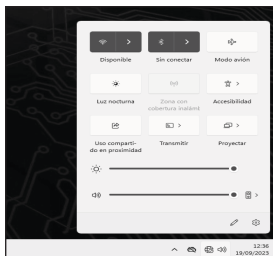 Disponible
Sin conectar
Modo avión
Luz nocturna
Zona con
cobertura inalámb
Accesibilidad
Uso comparti-
do en proximidad
Transmitir
Proyectar
12:36
19/09/2023